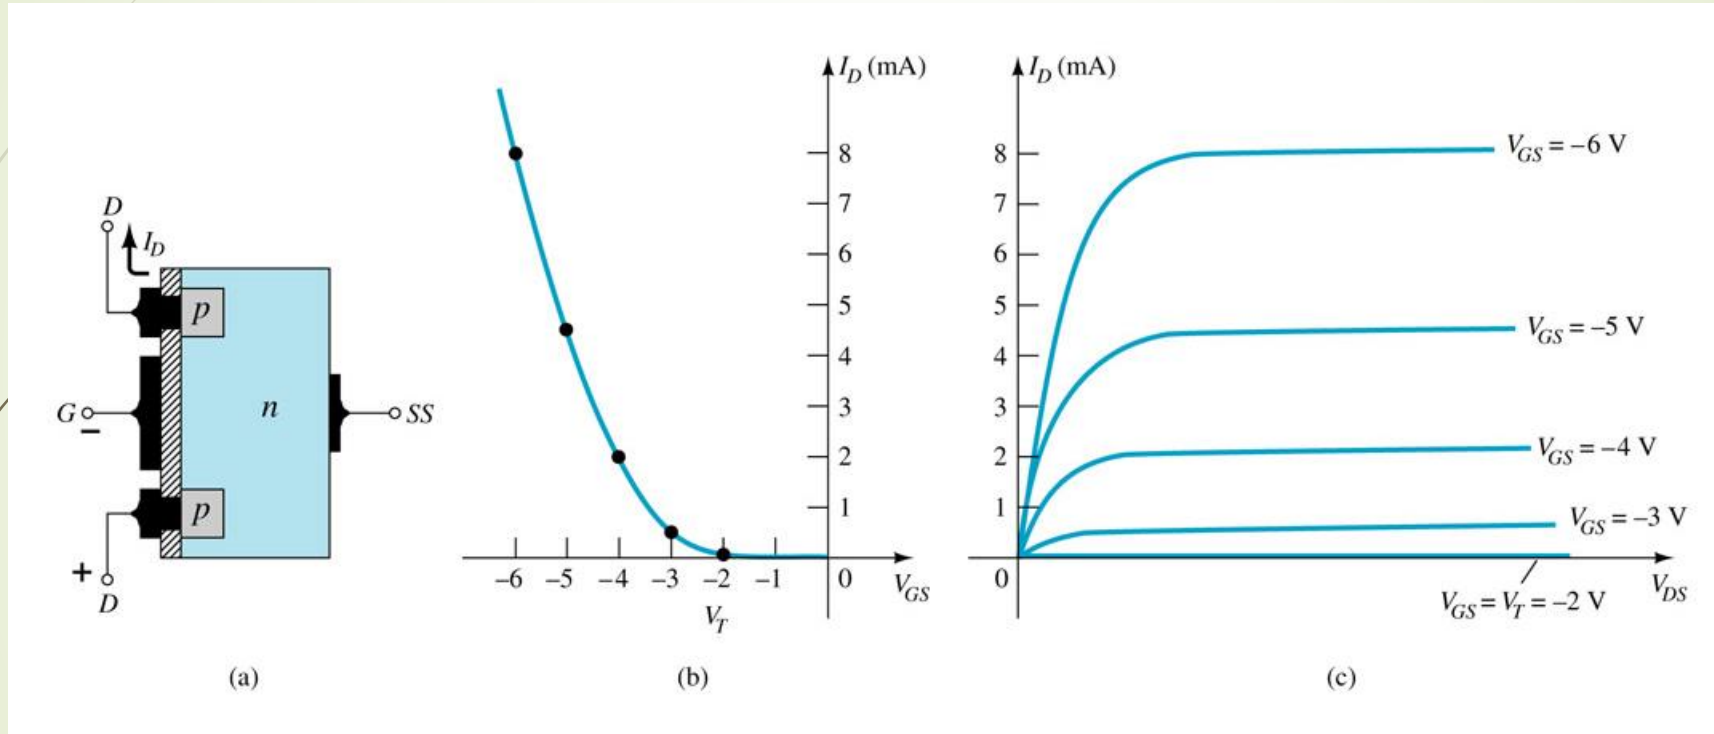 D
I_D
p
G
−
n
SS
p
+
D
(a)
I_D (mA)
8
7
6
5
4
3
2
1
−6 −5 −4 −3 −2 −1 0 V_GS
V_T
(b)
I_D (mA)
8
7
6
5
4
3
2
1
0
V_GS = −6 V
V_GS = −5 V
V_GS = −4 V
V_GS = −3 V
V_GS = V_T = −2 V
V_DS
(c)